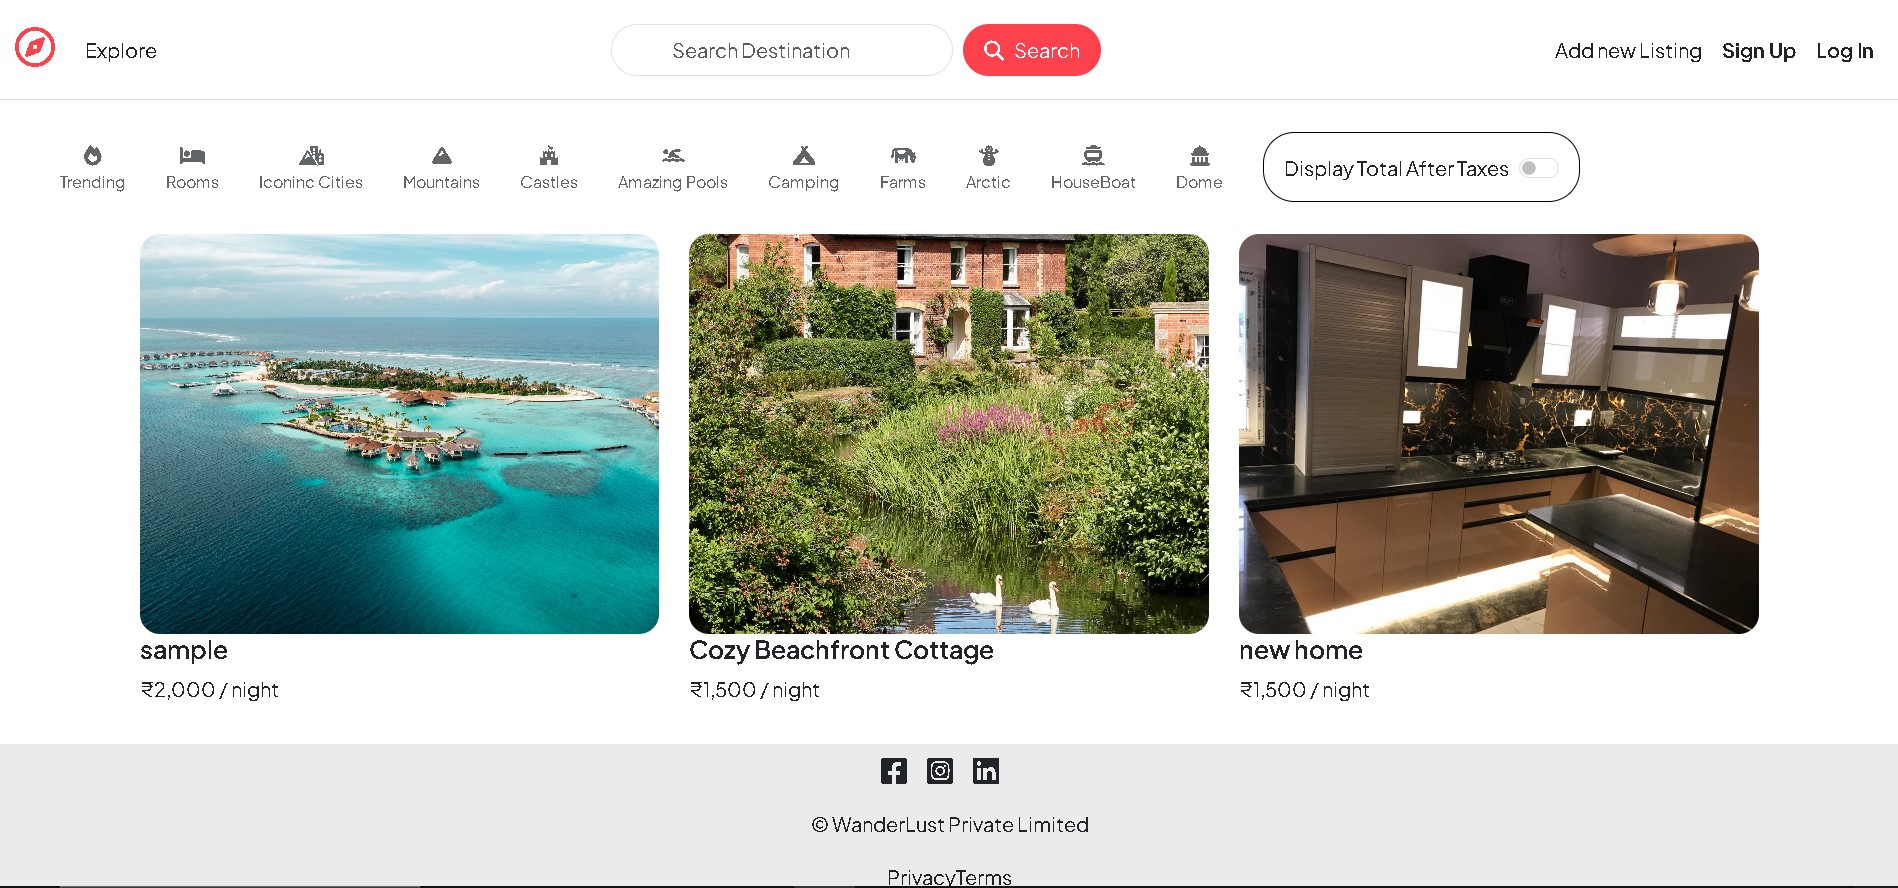 Explore
Search Destination
Search
Add new Listing
Sign Up
Log In
Trending
Rooms
Iconinc Cities
Mountains
Castles
Amazing Pools
Camping
Farms
Arctic
HouseBoat
Dome
Display Total After Taxes
sample
Cozy Beachfront Cottage
new home
₹2,000 / night
₹1,500 / night
₹1,500 / night
© WanderLust Private Limited
PrivacyTerms